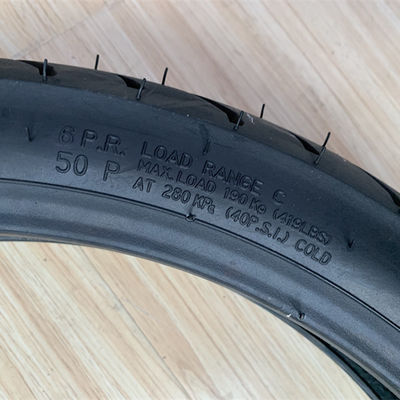 6 P.R. LOAD RANGE C
50 P MAX. LOAD 190 Kg (419LBS)
AT 280 KPa (40P.S.I.) COLD